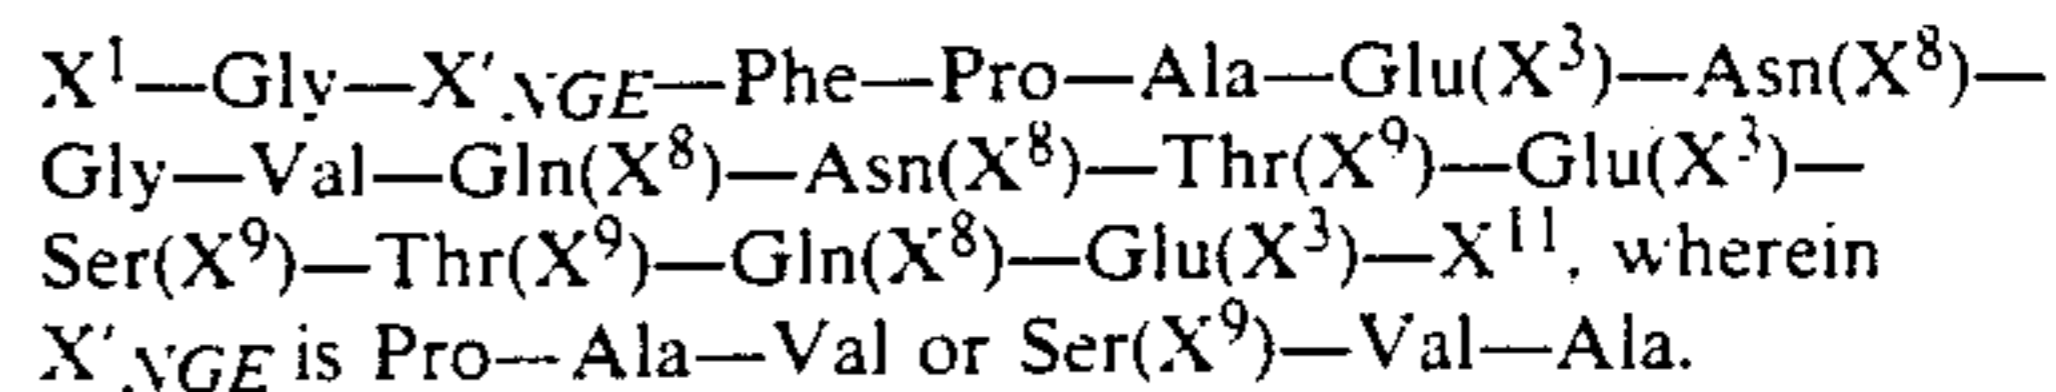 X¹—Gly—X'NGE—Phe—Pro—Ala—Glu(X³)—Asn(X⁸)—
Gly—Val—Gln(X⁸)—Asn(X⁸)—Thr(X⁹)—Glu(X³)—
Ser(X⁹)—Thr(X⁹)—Gln(X⁸)—Glu(X³)—X¹¹, wherein
X'NGE is Pro—Ala—Val or Ser(X⁹)—Val—Ala.